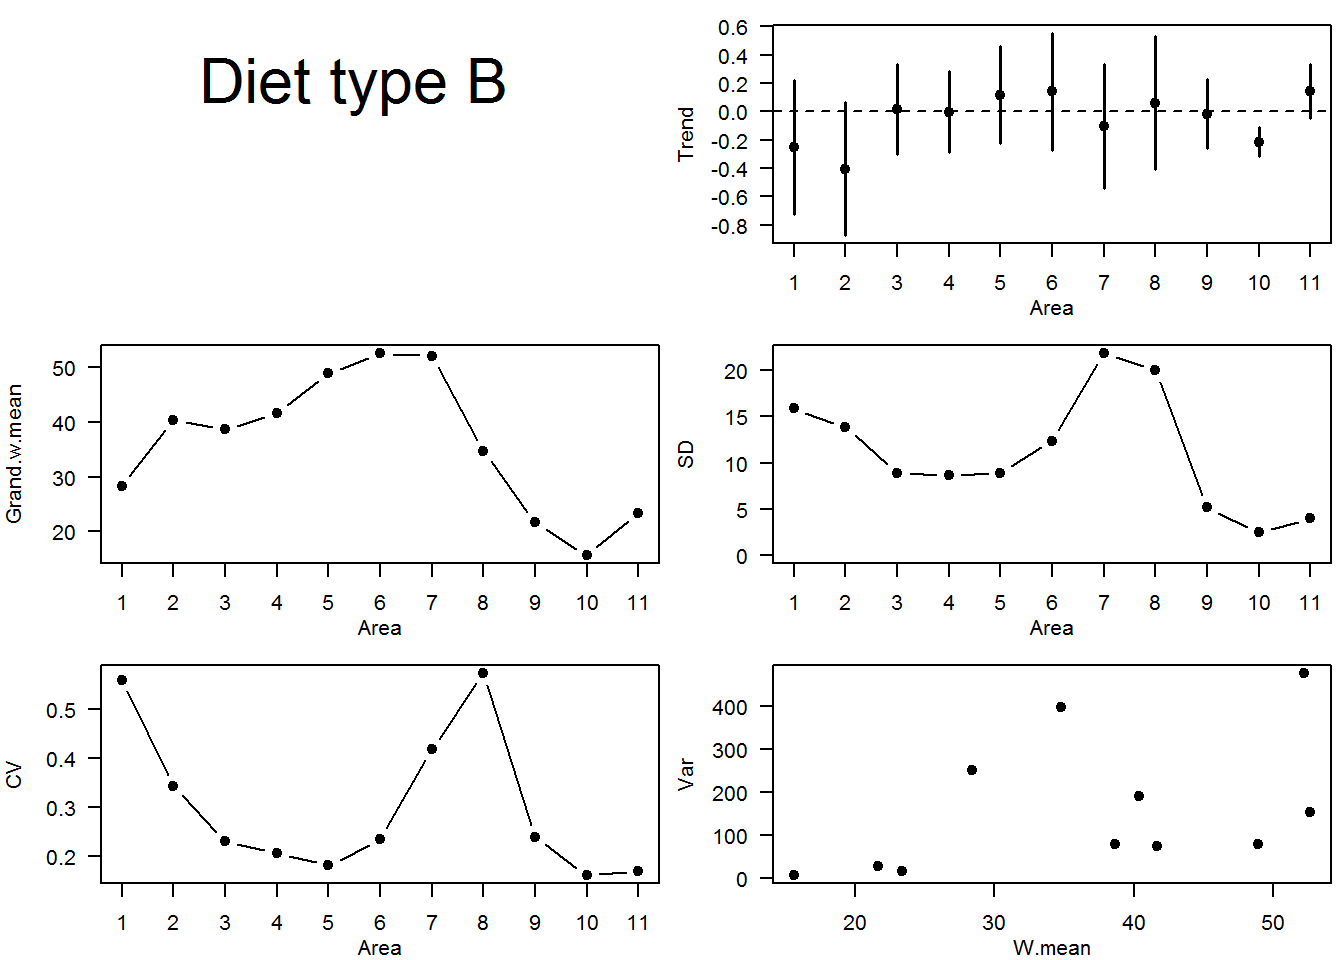 Diet type B
Trend
0.6
0.4
0.2
0.0
-0.2
-0.4
-0.6
-0.8
1 2 3 4 5 6 7 8 9 10 11
Area
Grand.w.mean
50
40
30
20
1 2 3 4 5 6 7 8 9 10 11
Area
SD
20
15
10
5
0
1 2 3 4 5 6 7 8 9 10 11
Area
CV
0.5
0.4
0.3
0.2
1 2 3 4 5 6 7 8 9 10 11
Area
Var
400
300
200
100
0
20 30 40 50
W.mean